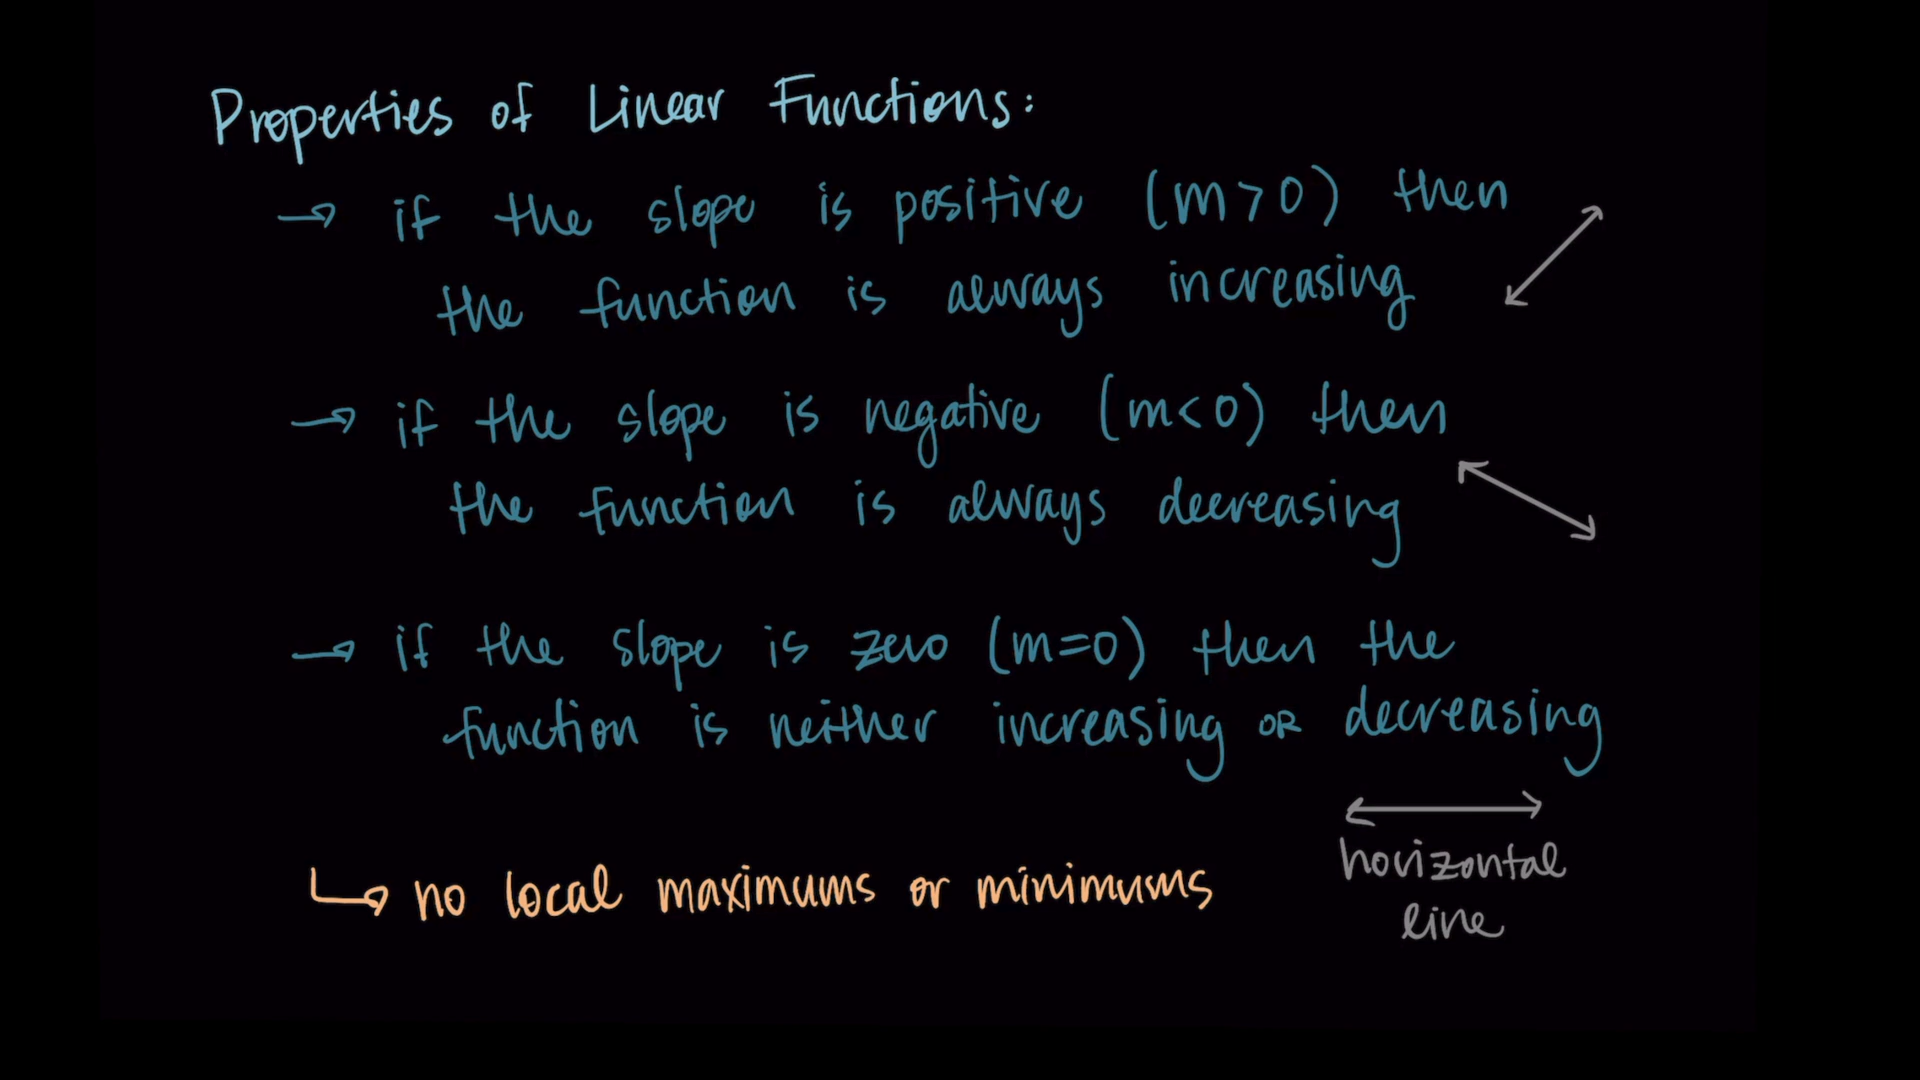 Properties of Linear Functions:
→ if the slope is positive (m>0) then
the function is always increasing
→ if the slope is negative (m<0) then
the function is always decreasing
→ if the slope is zero (m=0) then the
function is neither increasing OR decreasing
↳ no local maximums or minimums
horizontal
line